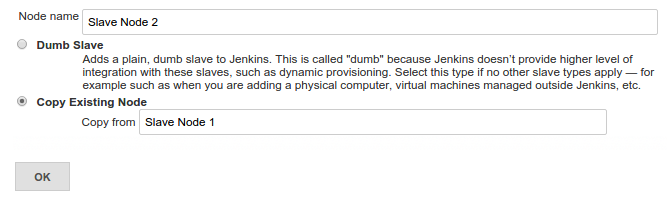 Node name Slave Node 2
Dumb Slave
Adds a plain, dumb slave to Jenkins. This is called "dumb" because Jenkins doesn't provide higher level of
integration with these slaves, such as dynamic provisioning. Select this type if no other slave types apply — for
example such as when you are adding a physical computer, virtual machines managed outside Jenkins, etc.
Copy Existing Node
Copy from Slave Node 1
OK